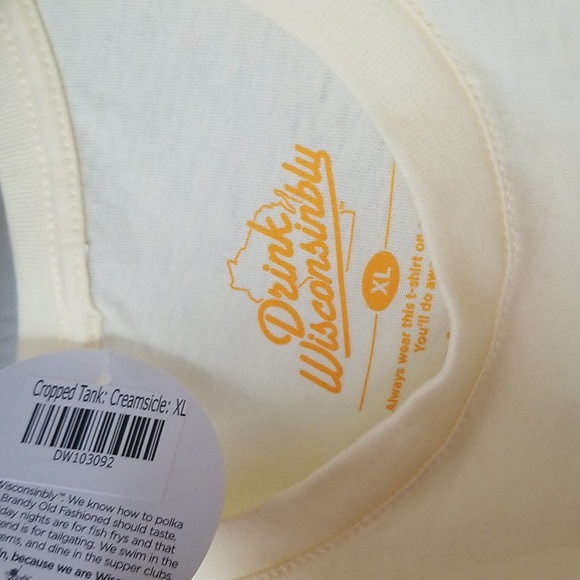 Drink
Wisconsinbly
XL
Always wear this t-shirt on
You'll do
Cropped Tank: Creamsicle: XL
DW103092
Wisconsinbly™. We know how to polka
Brandy Old Fashioned should taste.
day nights are for fish frys and that
end is for tailgating. We swim in the
erns, and dine in the supper clubs.
in, because we are